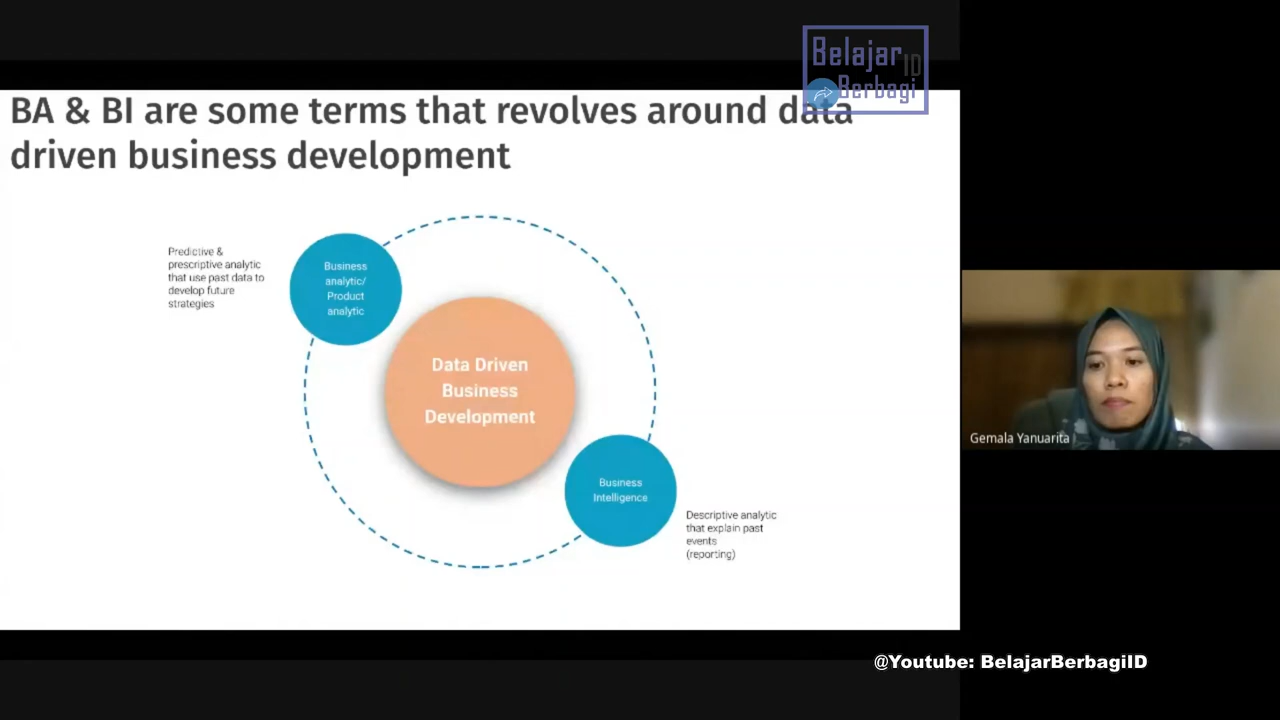 Belajar ID
Berbagi
BA & BI are some terms that revolves around data
driven business development
Predictive &
prescriptive analytic
that use past data to
develop future
strategies
Business
analytic/
Product
analytic
Data Driven
Business
Development
Business
Intelligence
Descriptive analytic
that explain past
events
(reporting)
Gemala Yanuarita
@Youtube: BelajarBerbagiID